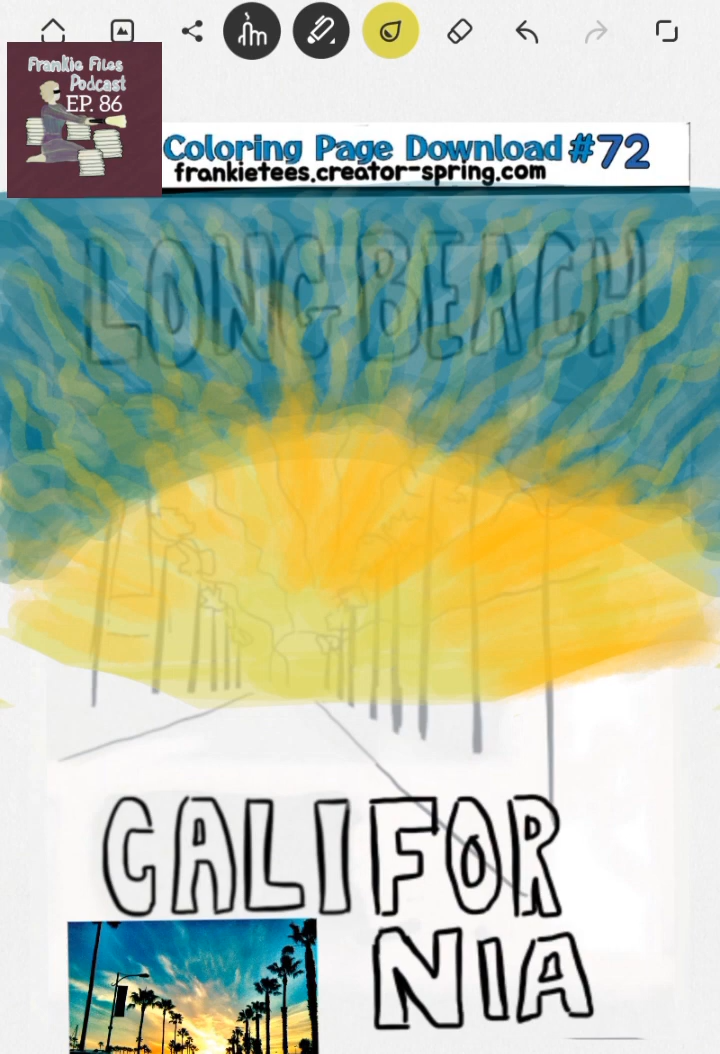 Frankie Files
Podcast
EP. 86
Coloring Page Download #72
frankietees.creator-spring.com
LONG BEACH
CALIFOR
NIA